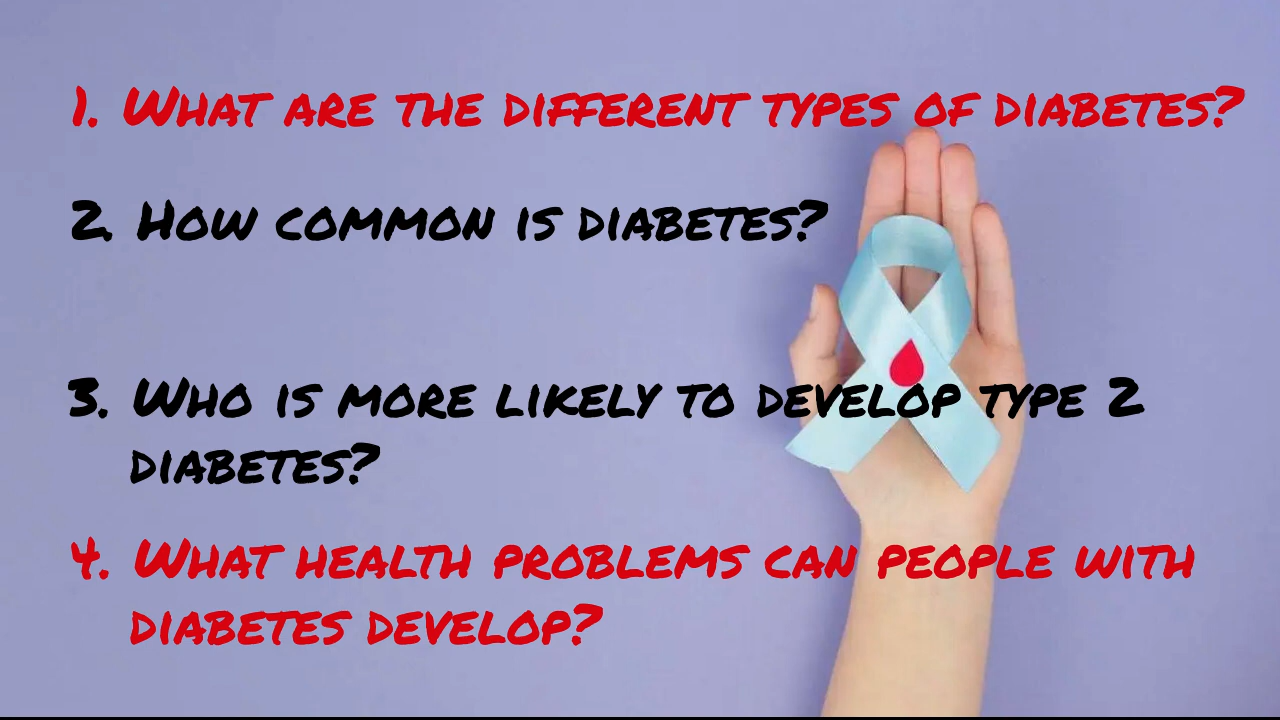 1. What are the different types of diabetes?
2. How common is diabetes?
3. Who is more likely to develop type 2
diabetes?
4. What health problems can people with
diabetes develop?